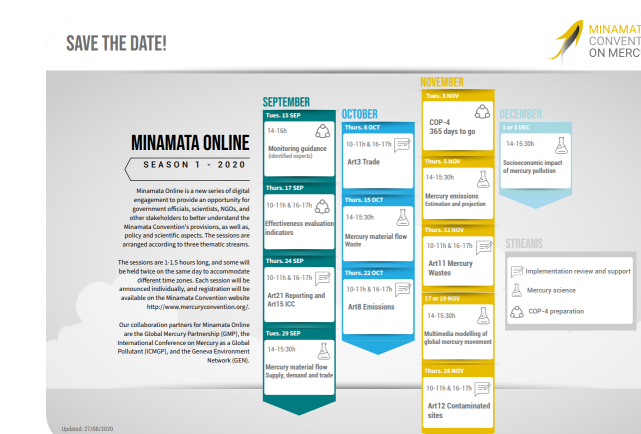 SAVE THE DATE!
MINAMAT
CONVENT
ON MERC
MINAMATA ONLINE
SEASON 1 - 2020
Minamata Online is a new series of digital
engagement to provide an opportunity for
government officials, scientists, NGOs, and
other stakeholders to better understand the
Minamata Convention's provisions, as well as,
policy and scientific aspects. The sessions are
arranged according to three thematic streams.
The sessions are 1-1.5 hours long, and some will
be held twice on the same day to accommodate
different time zones. Each session will be
announced individually, and registration will be
available on the Minamata Convention website
http://www.mercuryconvention.org/.
Our collaboration partners for Minamata Online
are the Global Mercury Partnership (GMP), the
International Conference on Mercury as a Global
Pollutant (ICMGP), and the Geneva Environment
Network (GEN).
Updated: 27/08/2020
SEPTEMBER
Tues. 15 SEP
14-16h
Monitoring guidance
(identified experts)
Thurs. 17 SEP
10-11h & 16-17h
Effectiveness evaluation
indicators
Thurs. 24 SEP
10-11h & 16-17h
Art21 Reporting and
Art15 ICC
Tues. 29 SEP
14-15:30h
Mercury material flow
Supply, demand and trade
OCTOBER
Thurs. 8 OCT
10-11h & 16-17h
Art3 Trade
Thurs. 15 OCT
14-15:30h
Mercury material flow
Waste
Thurs. 22 OCT
10-11h & 16-17h
Art8 Emissions
NOVEMBER
Tues. 3 NOV
COP-4
365 days to go
Thurs. 5 NOV
14-15:30h
Mercury emissions
Estimation and projection
Thurs. 12 NOV
10-11h & 16-17h
Art11 Mercury
Wastes
17 or 19 NOV
14-15:30h
Multimedia modelling of
global mercury movement
Thurs. 26 NOV
10-11h & 16-17h
Art12 Contaminated
sites
DECEMBER
1 or 3 DEC
14-15:30h
Socioeconomic impact
of mercury pollution
STREAMS
Implementation review and support
Mercury science
COP-4 preparation